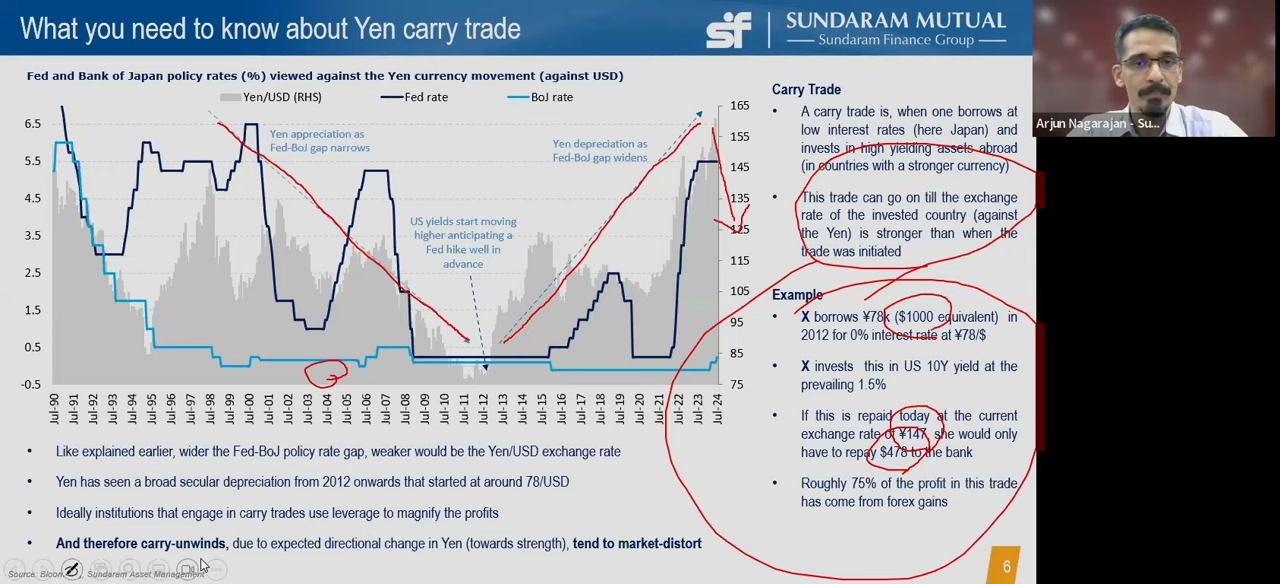 What you need to know about Yen carry trade
sf
SUNDARAM MUTUAL
Sundaram Finance Group
Arjun Nagarajan - Su...
Fed and Bank of Japan policy rates (%) viewed against the Yen currency movement (against USD)
Yen/USD (RHS)
Fed rate
BoJ rate
6.5
5.5
4.5
3.5
2.5
1.5
0.5
-0.5
165
155
145
135
125
115
105
95
85
75
Yen appreciation as
Fed-BoJ gap narrows
Yen depreciation as
Fed-BoJ gap widens
US yields start moving
higher anticipating a
Fed hike well in
advance
Jul-90
Jul-91
Jul-92
Jul-93
Jul-94
Jul-95
Jul-96
Jul-97
Jul-98
Jul-99
Jul-00
Jul-01
Jul-02
Jul-03
Jul-04
Jul-05
Jul-06
Jul-07
Jul-08
Jul-09
Jul-10
Jul-11
Jul-12
Jul-13
Jul-14
Jul-15
Jul-16
Jul-17
Jul-18
Jul-19
Jul-20
Jul-21
Jul-22
Jul-23
Jul-24
• Like explained earlier, wider the Fed-BoJ policy rate gap, weaker would be the Yen/USD exchange rate
• Yen has seen a broad secular depreciation from 2012 onwards that started at around 78/USD
• Ideally institutions that engage in carry trades use leverage to magnify the profits
• And therefore carry-unwinds, due to expected directional change in Yen (towards strength), tend to market-distort
Source: Bloom Sundaram Asset Management
Carry Trade
• A carry trade is, when one borrows at
low interest rates (here Japan) and
invests in high yielding assets abroad
(in countries with a stronger currency)
• This trade can go on till the exchange
rate of the invested country (against
the Yen) is stronger than when the
trade was initiated
Example
• X borrows ¥78k ($1000 equivalent) in
2012 for 0% interest rate at ¥78/$
• X invests this in US 10Y yield at the
prevailing 1.5%
• If this is repaid today at the current
exchange rate of ¥147, she would only
have to repay $478 to the bank
• Roughly 75% of the profit in this trade
has come from forex gains
6